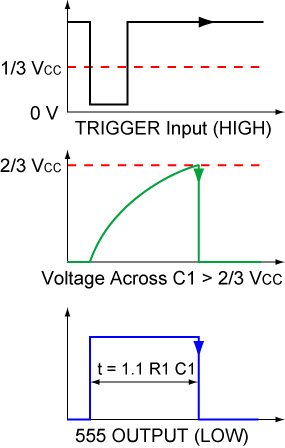 1/3 VCC
0 V
TRIGGER Input (HIGH)
2/3 VCC
Voltage Across C1 > 2/3 VCC
t = 1.1 R1 C1
555 OUTPUT (LOW)